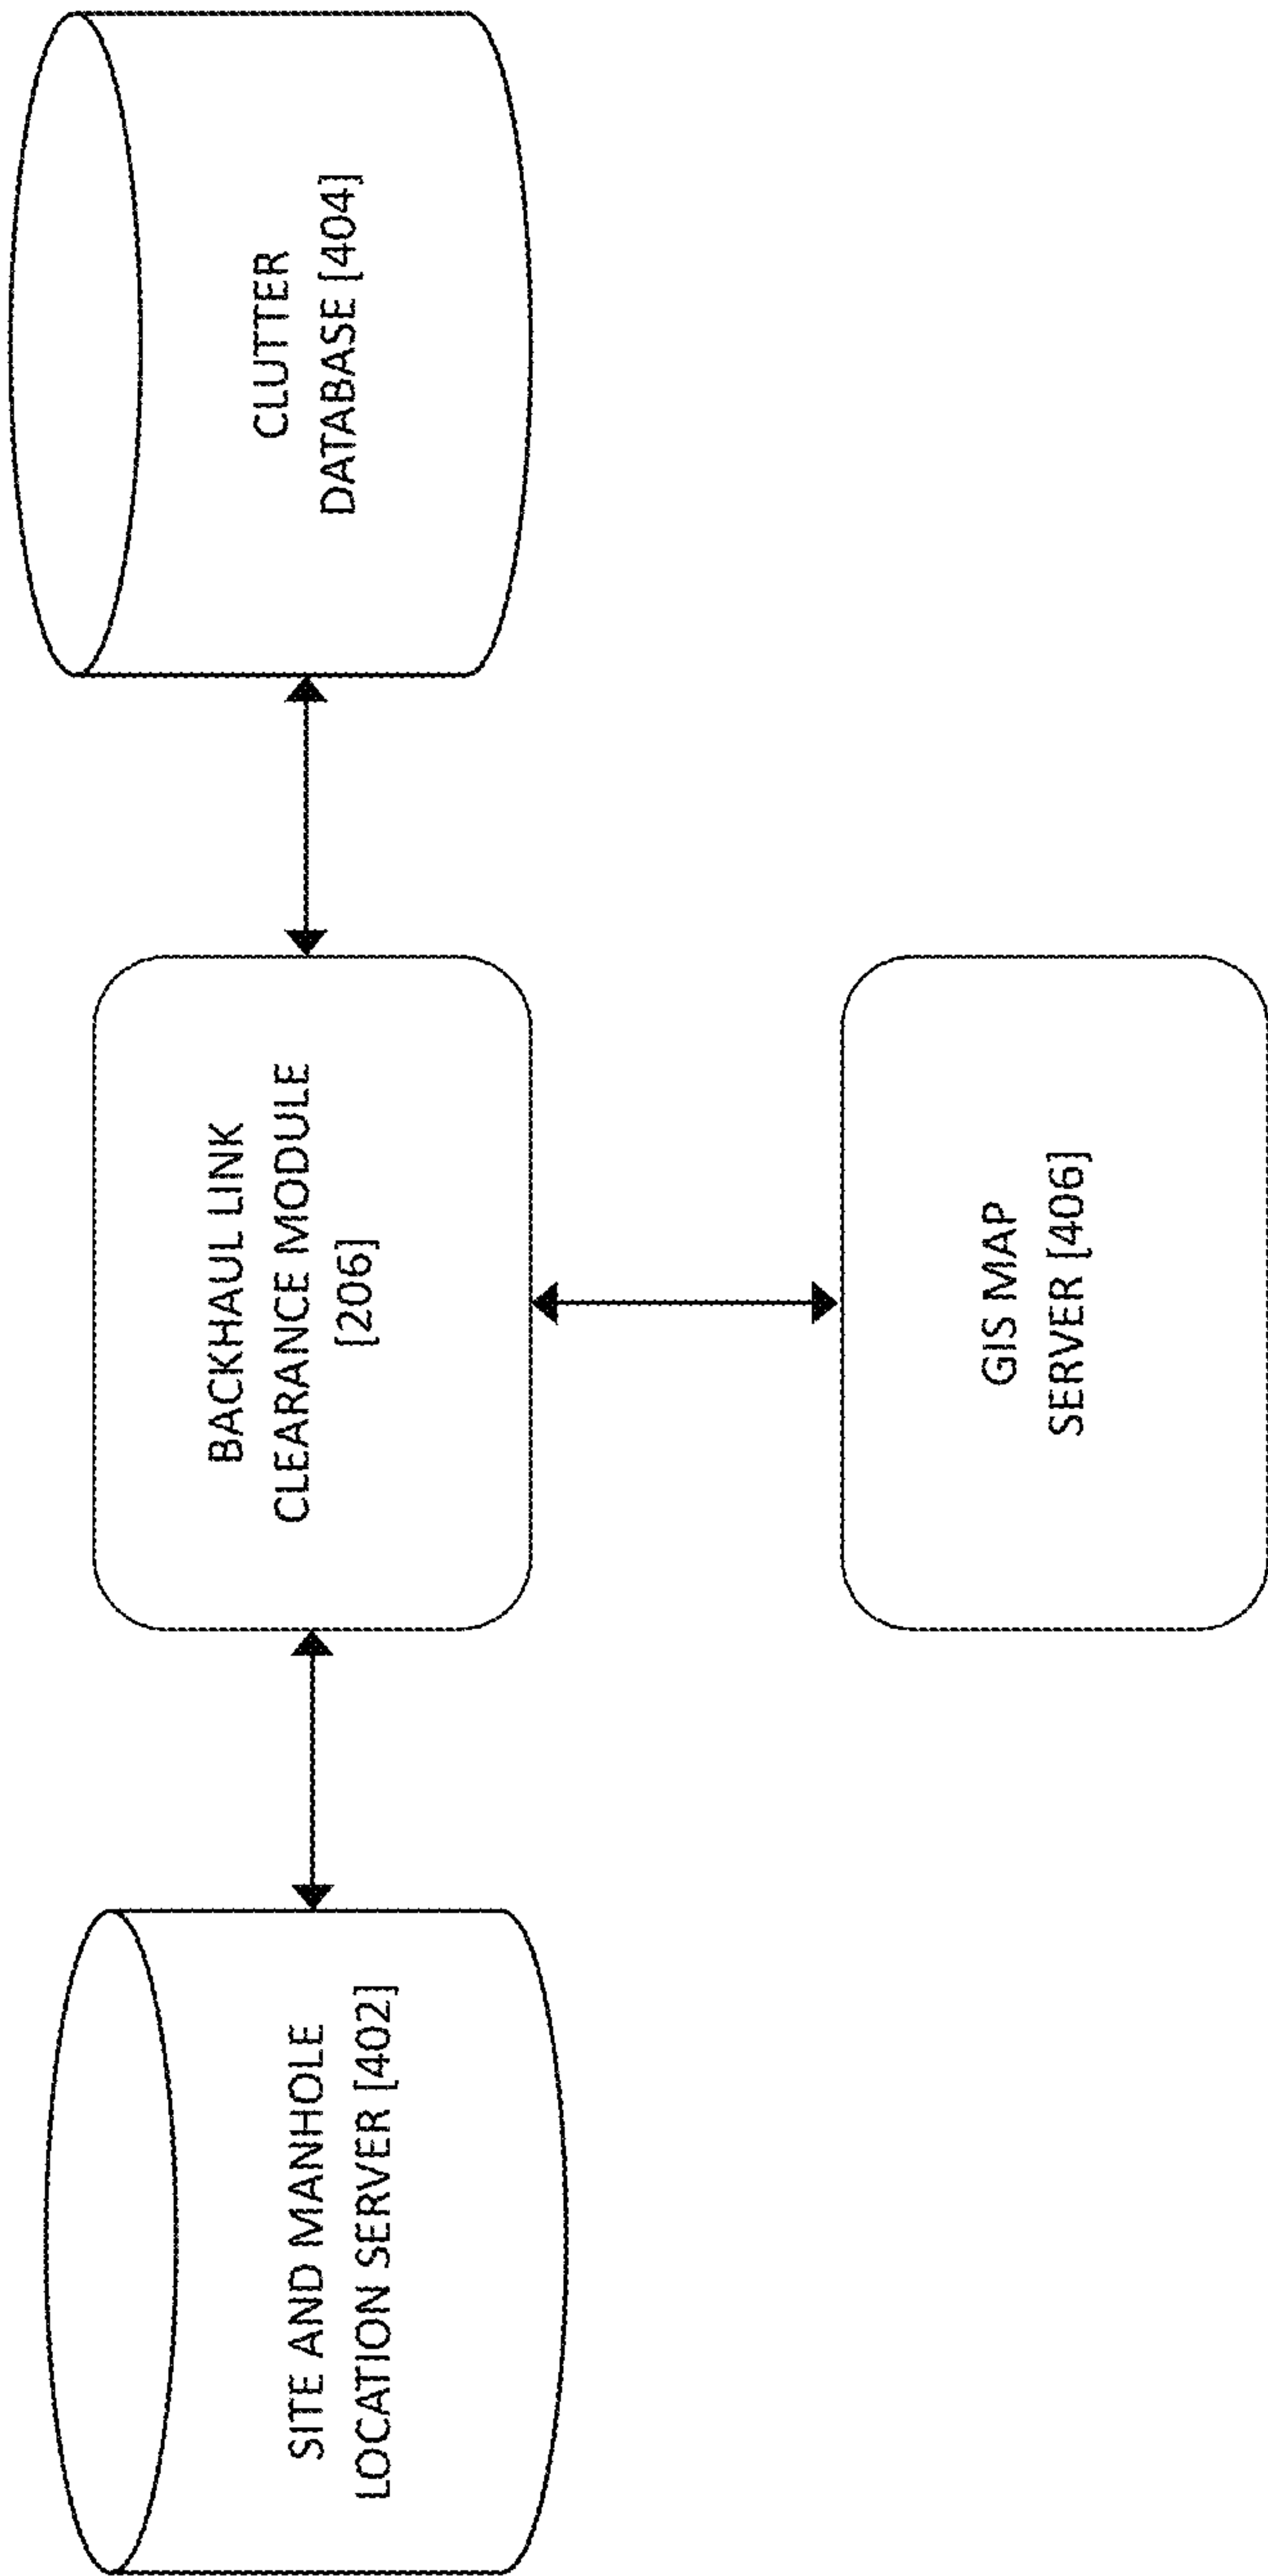 SITE AND MANHOLE
LOCATION SERVER [402]
BACKHAUL LINK
CLEARANCE MODULE
[206]
CLUTTER
DATABASE [404]
GIS MAP
SERVER [406]